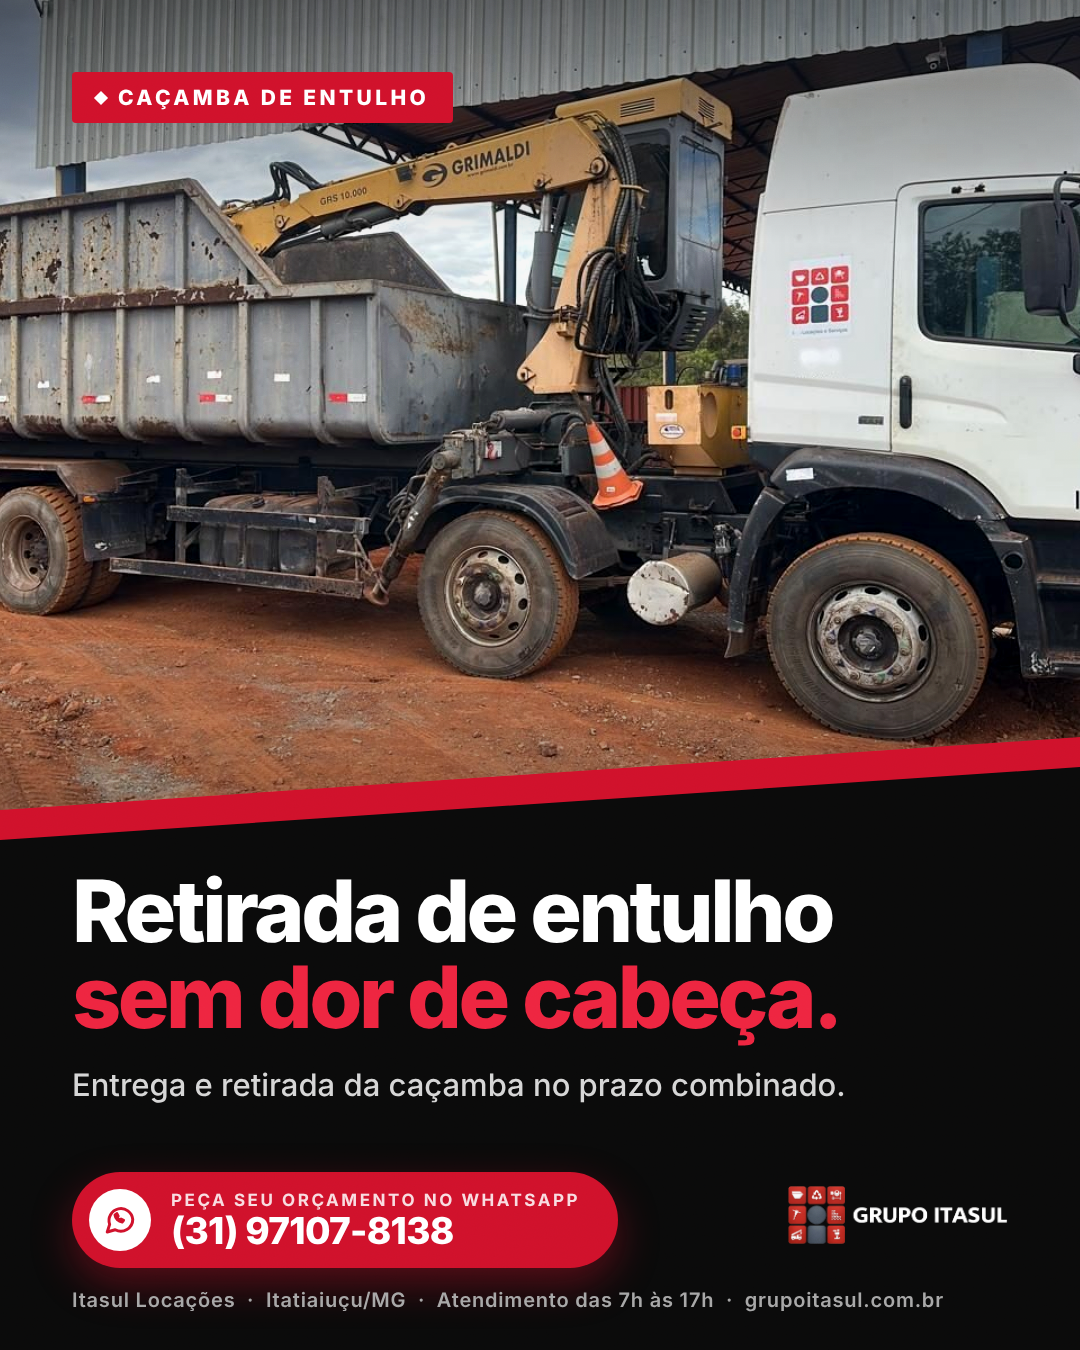 ◆ CAÇAMBA DE ENTULHO
GRIMALDI
GRS 10.000
Locações e Serviços
Retirada de entulho
sem dor de cabeça.
Entrega e retirada da caçamba no prazo combinado.
PEÇA SEU ORÇAMENTO NO WHATSAPP
(31) 97107-8138
GRUPO ITASUL
Itasul Locações · Itatiaiuçu/MG · Atendimento das 7h às 17h · grupoitasul.com.br